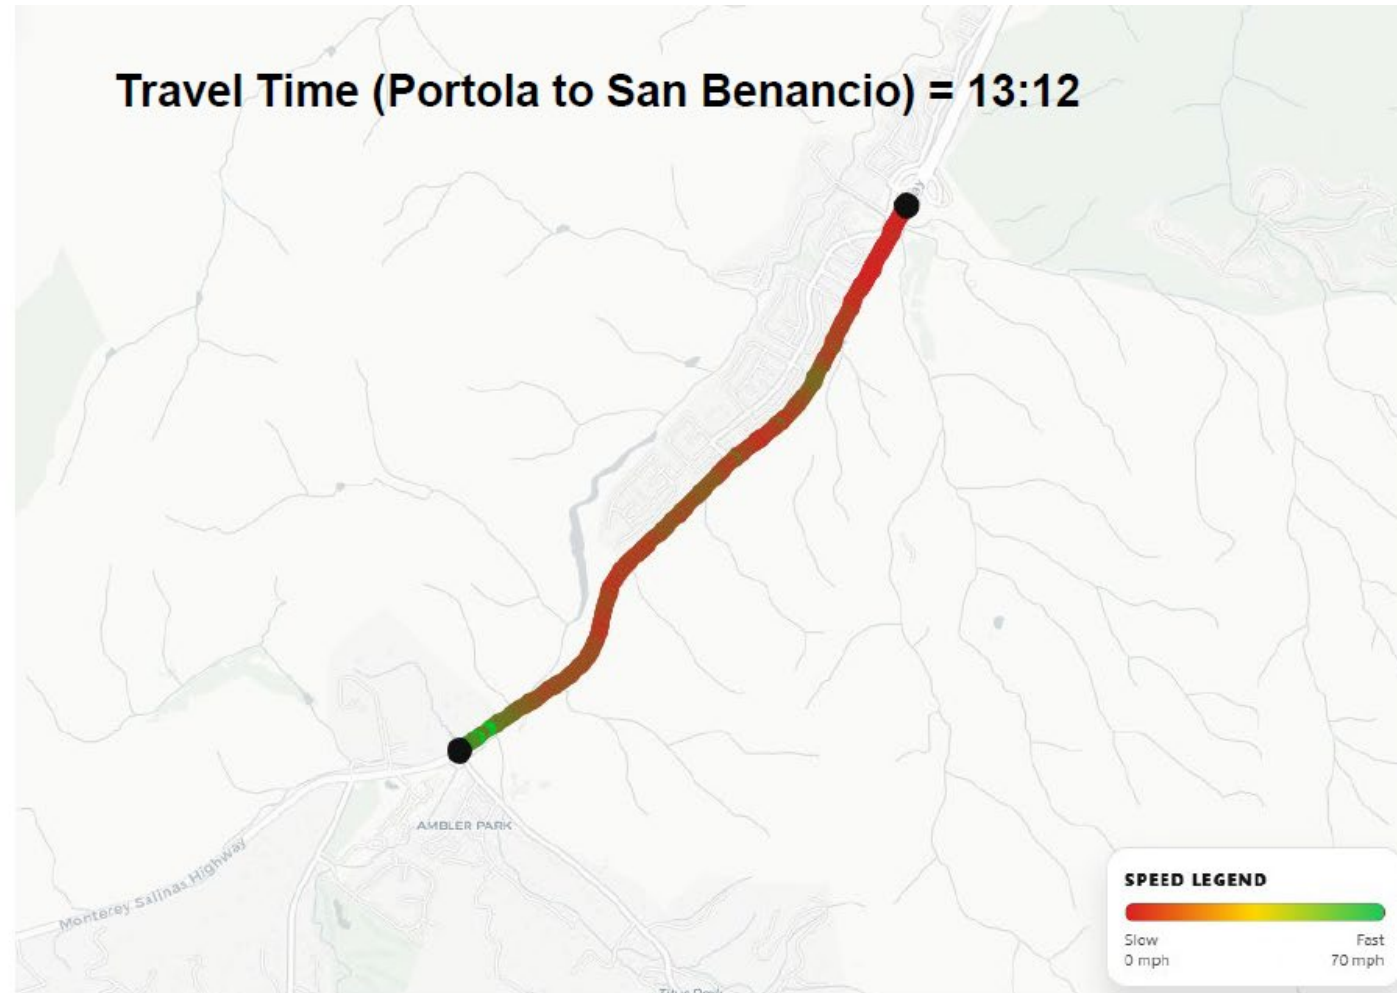 Travel Time (Portola to San Benancio) = 13:12
AMBLER PARK
Monterey Salinas Highway
SPEED LEGEND
Slow
Fast
0 mph
70 mph